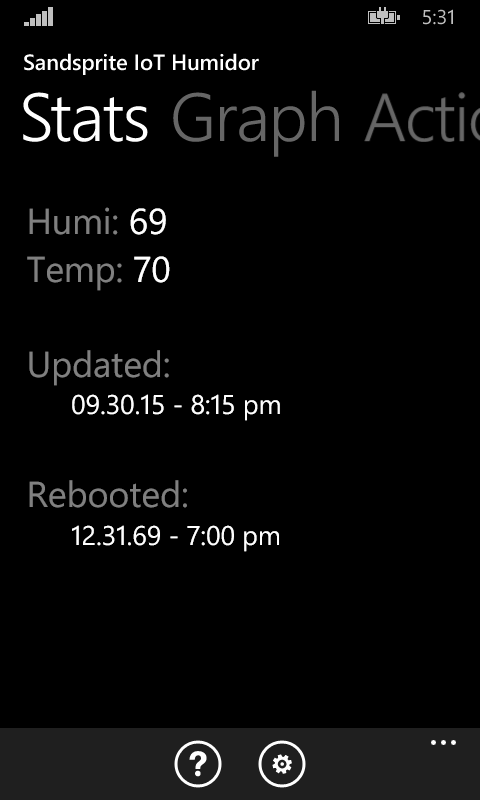 5:31
Sandsprite IoT Humidor
Stats Graph Actio
Humi: 69
Temp: 70
Updated:
09.30.15 - 8:15 pm
Rebooted:
12.31.69 - 7:00 pm
?
...